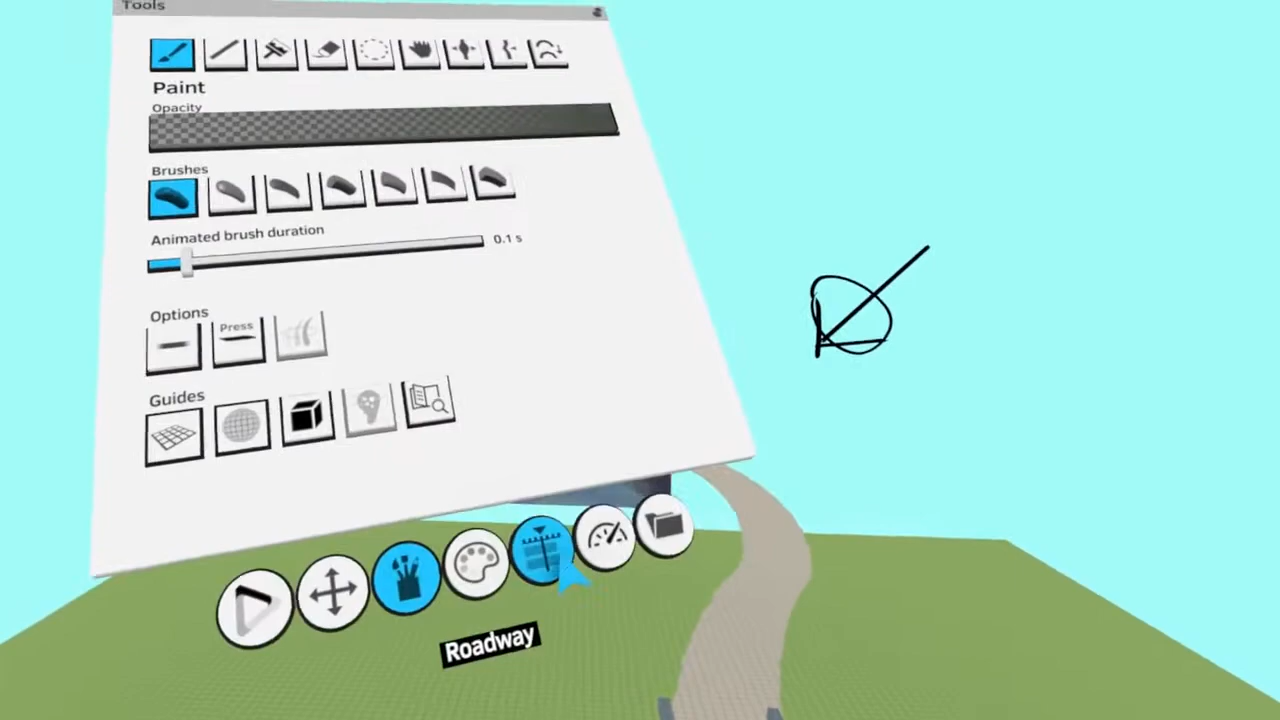 Tools
Paint
Opacity
Brushes
Animated brush duration
0.1 s
Options
Press
Guides
Roadway